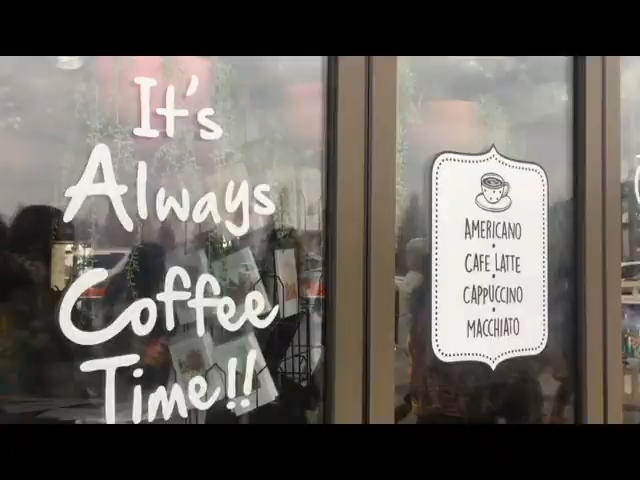 It's
Always
Coffee
Time!!
AMERICANO
CAFE LATTE
CAPPUCCINO
MACCHIATO